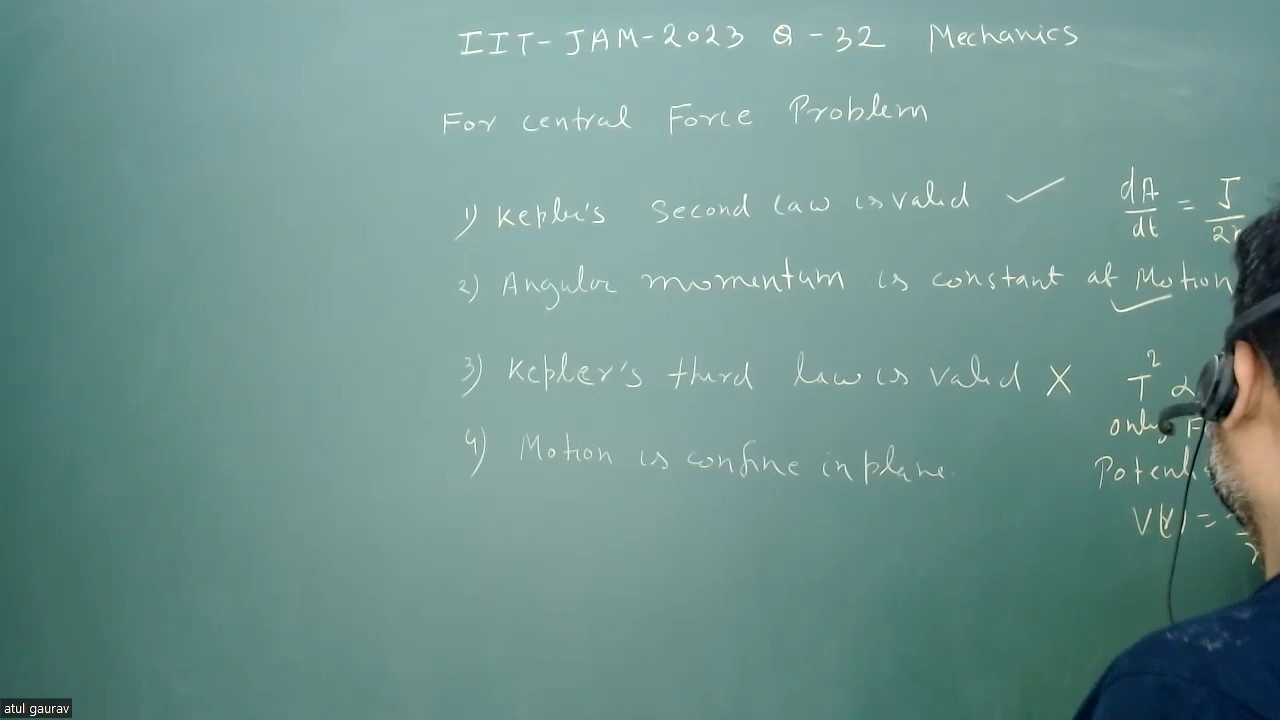 IIT-JAM-2023 Q-32 Mechanics
For central Force Problem
1) Kepler's Second Law is valid ✓ dA/dt = J/2
2) Angular momentum is constant of Motion ✓
3) Kepler's third law is valid X T² α
only
4) Motion is confine in plane.
V(r) = -
atul gaurav